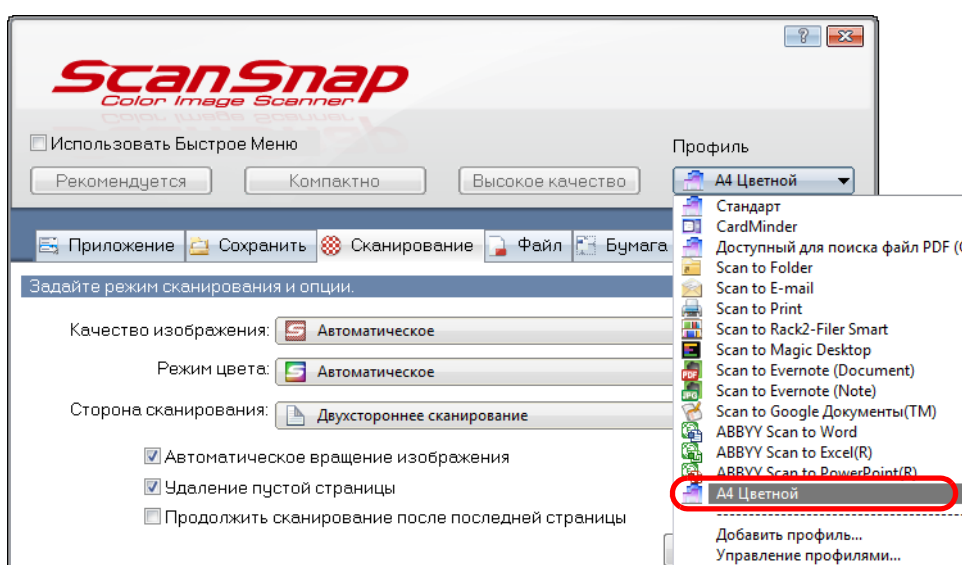 ScanSnap
Color Image Scanner
Использовать Быстрое Меню
Профиль
Рекомендуется
Компактно
Высокое качество
А4 Цветной
Приложение
Сохранить
Сканирование
Файл
Бумага
Задайте режим сканирования и опции.
Качество изображения:
Автоматическое
Режим цвета:
Автоматическое
Сторона сканирования:
Двухстороннее сканирование
Автоматическое вращение изображения
Удаление пустой страницы
Продолжить сканирование после последней страницы
Стандарт
CardMinder
Доступный для поиска файл PDF (
Scan to Folder
Scan to E-mail
Scan to Print
Scan to Rack2-Filer Smart
Scan to Magic Desktop
Scan to Evernote (Document)
Scan to Evernote (Note)
Scan to Google Документы(TM)
ABBYY Scan to Word
ABBYY Scan to Excel(R)
ABBYY Scan to PowerPoint(R)
А4 Цветной
Добавить профиль...
Управление профилями...